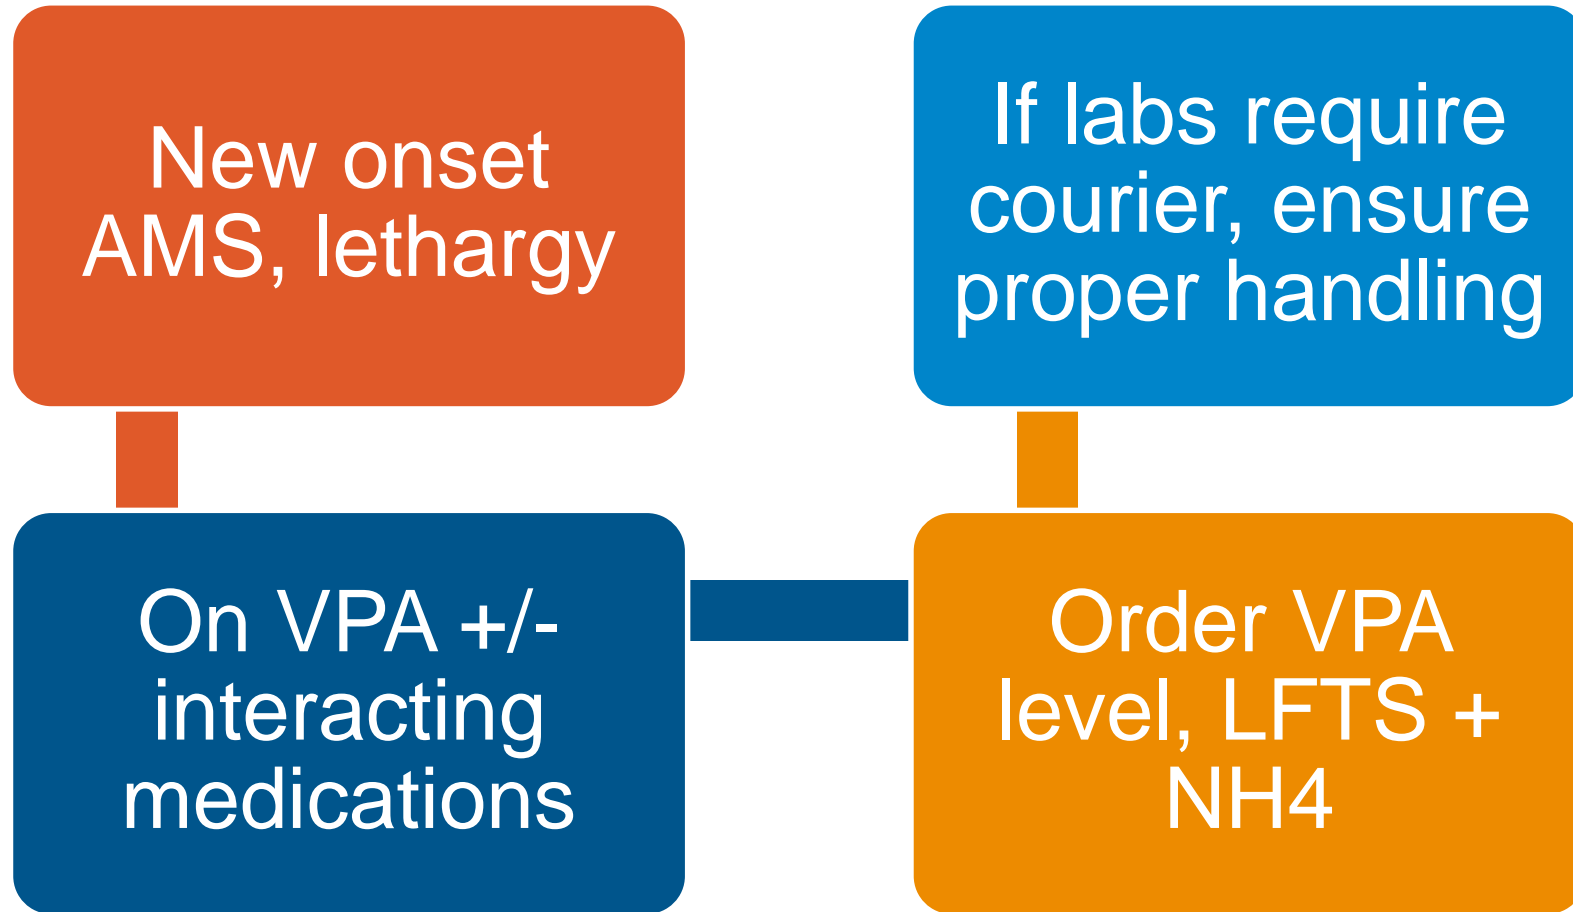 New onset
AMS, lethargy
On VPA +/-
interacting
medications
Order VPA
level, LFTS +
NH4
If labs require
courier, ensure
proper handling